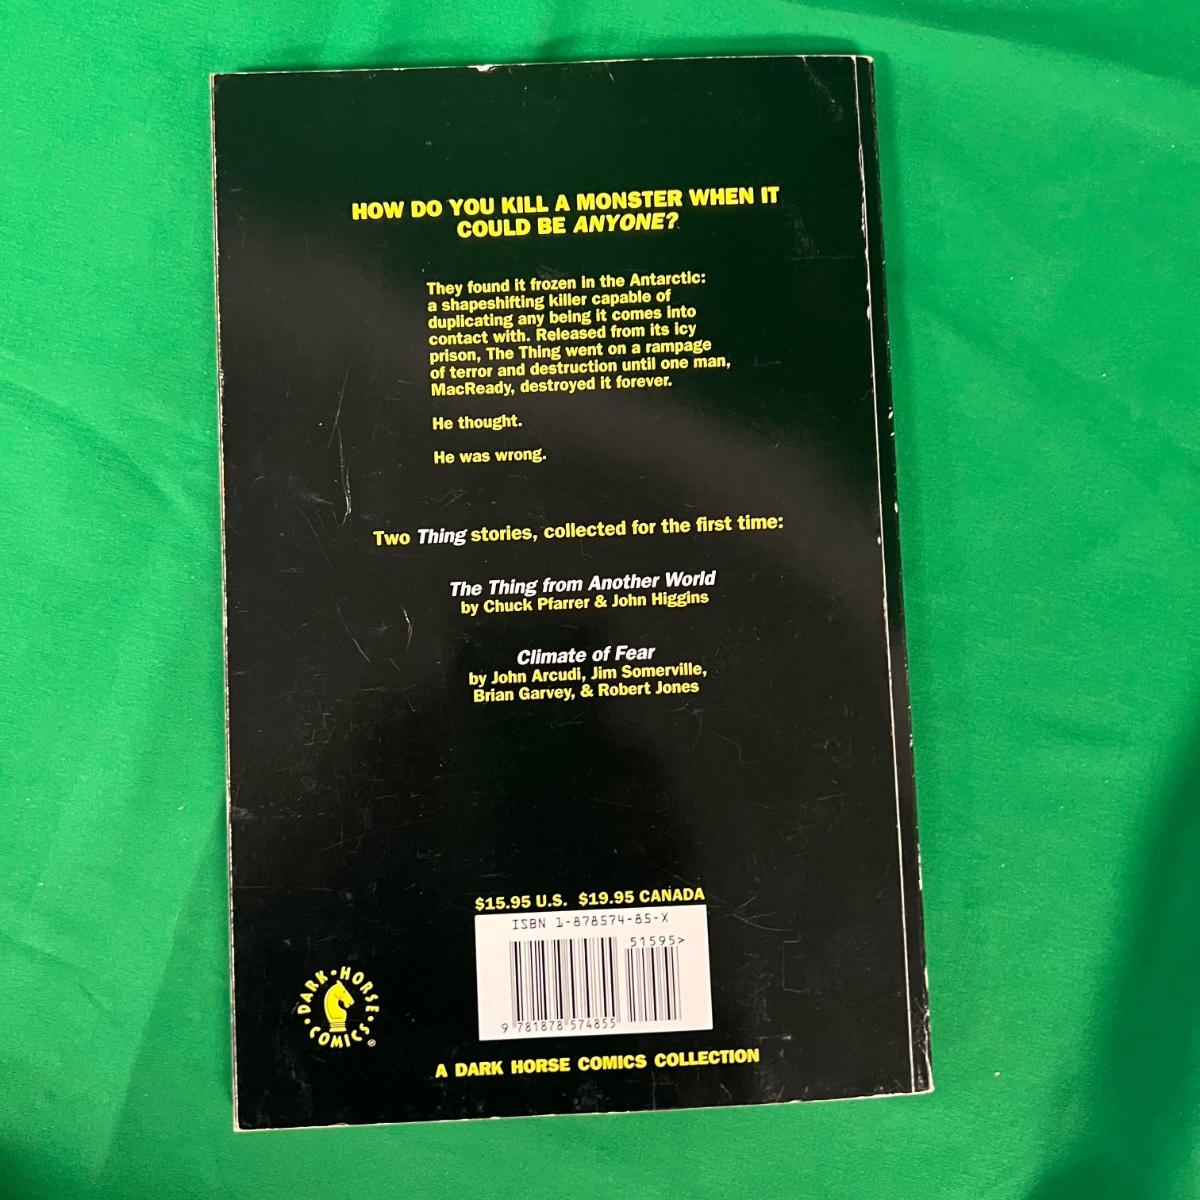 HOW DO YOU KILL A MONSTER WHEN IT
COULD BE ANYONE?
They found it frozen in the Antarctic:
a shapeshifting killer capable of
duplicating any being it comes into
contact with. Released from its icy
prison, The Thing went on a rampage
of terror and destruction until one man,
MacReady, destroyed it forever.
He thought.
He was wrong.
Two Thing stories, collected for the first time:
The Thing from Another World
by Chuck Pfarrer & John Higgins
Climate of Fear
by John Arcudi, Jim Somerville,
Brian Garvey, & Robert Jones
$15.95 U.S. $19.95 CANADA
ISBN 1-878574-85-X
51595>
9 781878 574855
DARK • HORSE • COMICS •
®
A DARK HORSE COMICS COLLECTION